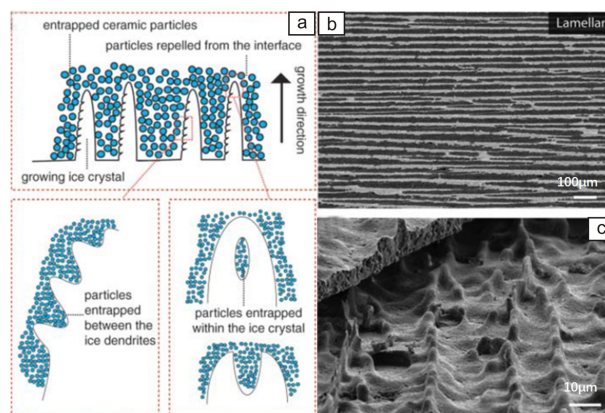 a
entrapped ceramic particles
particles repelled from the interface
growth direction
growing ice crystal
particles
entrapped
between the
ice dendrites
particles entrapped
within the ice crystal
b
Lamellar
100μm
c
10μm